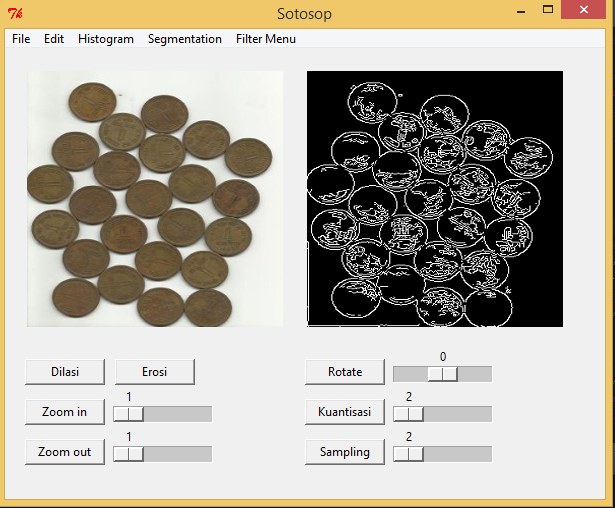 Sotosop
File Edit Histogram Segmentation Filter Menu
Dilasi Erosi Rotate 0
Zoom in 1 Kuantisasi 2
Zoom out 1 Sampling 2